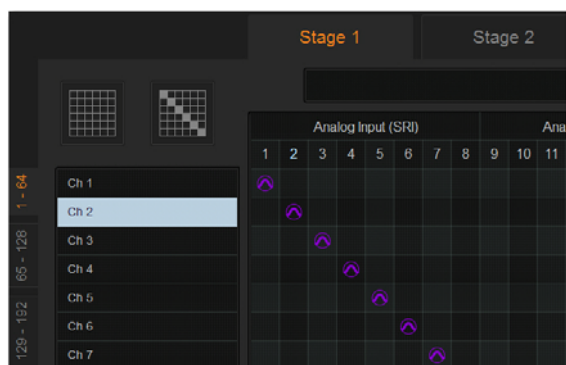 Stage 1 Stage 2
Analog Input (SRI) Ana
1 2 3 4 5 6 7 8 9 10 11
1 - 64
65 - 128
129 - 192
Ch 1
Ch 2
Ch 3
Ch 4
Ch 5
Ch 6
Ch 7